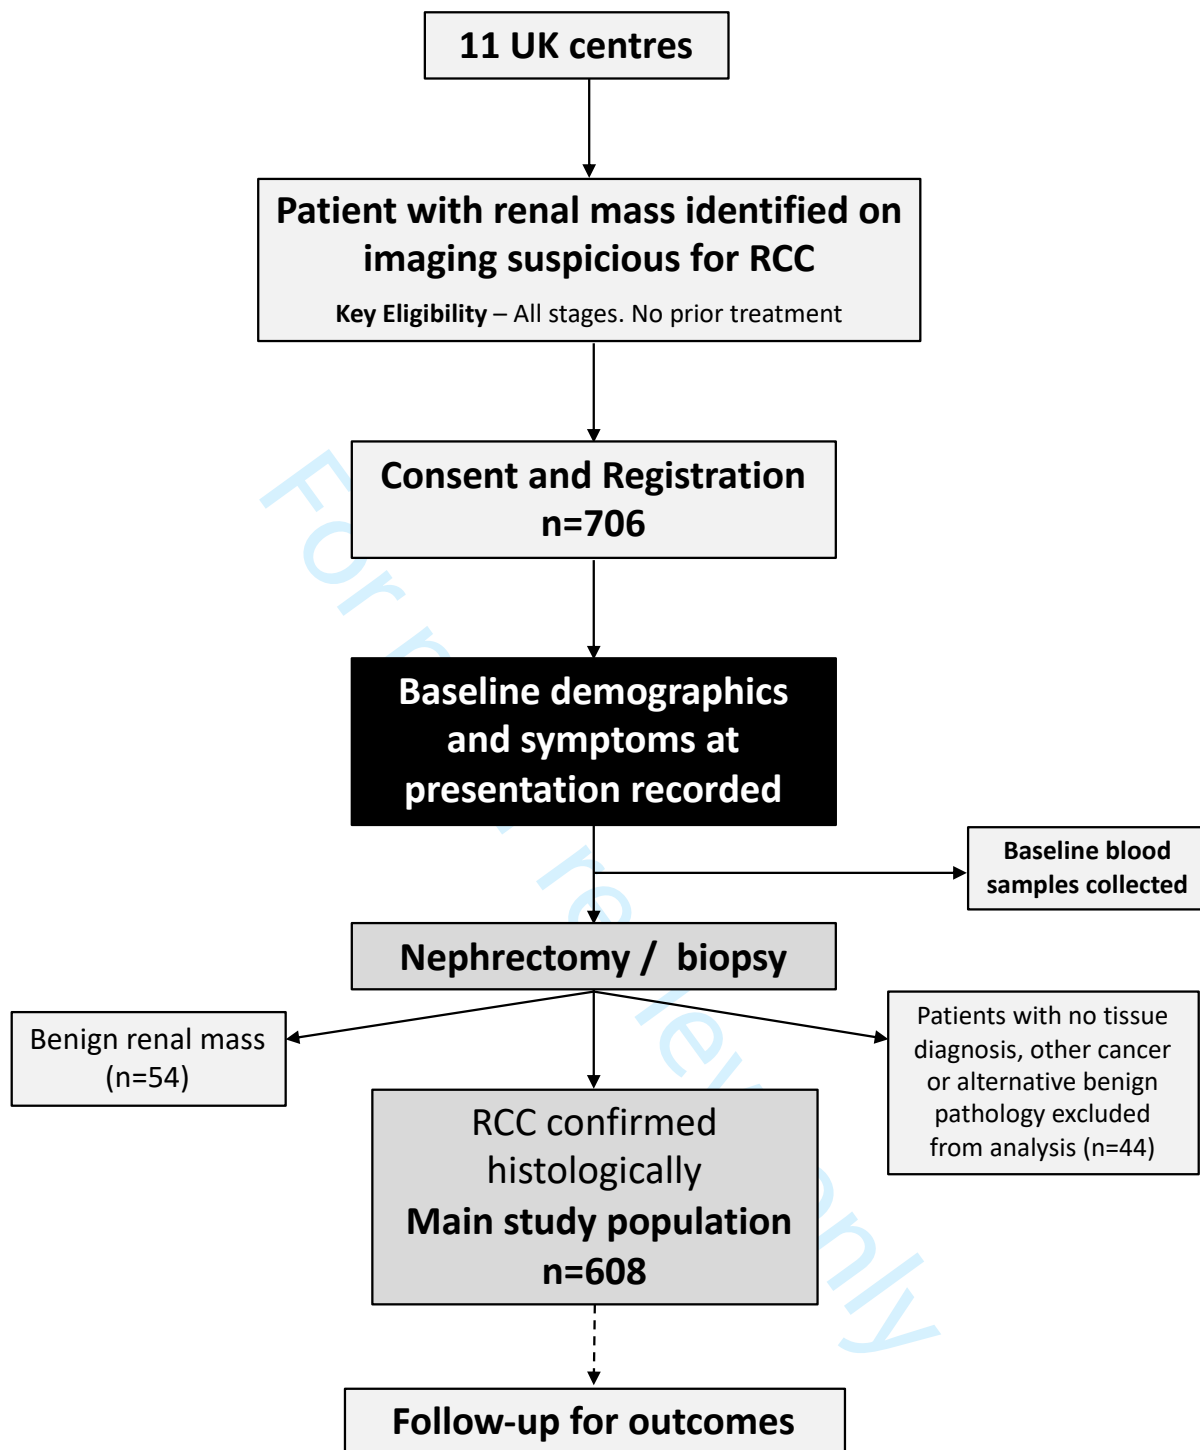 11 UK centres
Patient with renal mass identified on
imaging suspicious for RCC
Key Eligibility – All stages. No prior treatment
Consent and Registration
n=706
Baseline demographics
and symptoms at
presentation recorded
Baseline blood
samples collected
Nephrectomy / biopsy
Benign renal mass
(n=54)
Patients with no tissue
diagnosis, other cancer
or alternative benign
pathology excluded
from analysis (n=44)
RCC confirmed
histologically
Main study population
n=608
Follow-up for outcomes
For review only